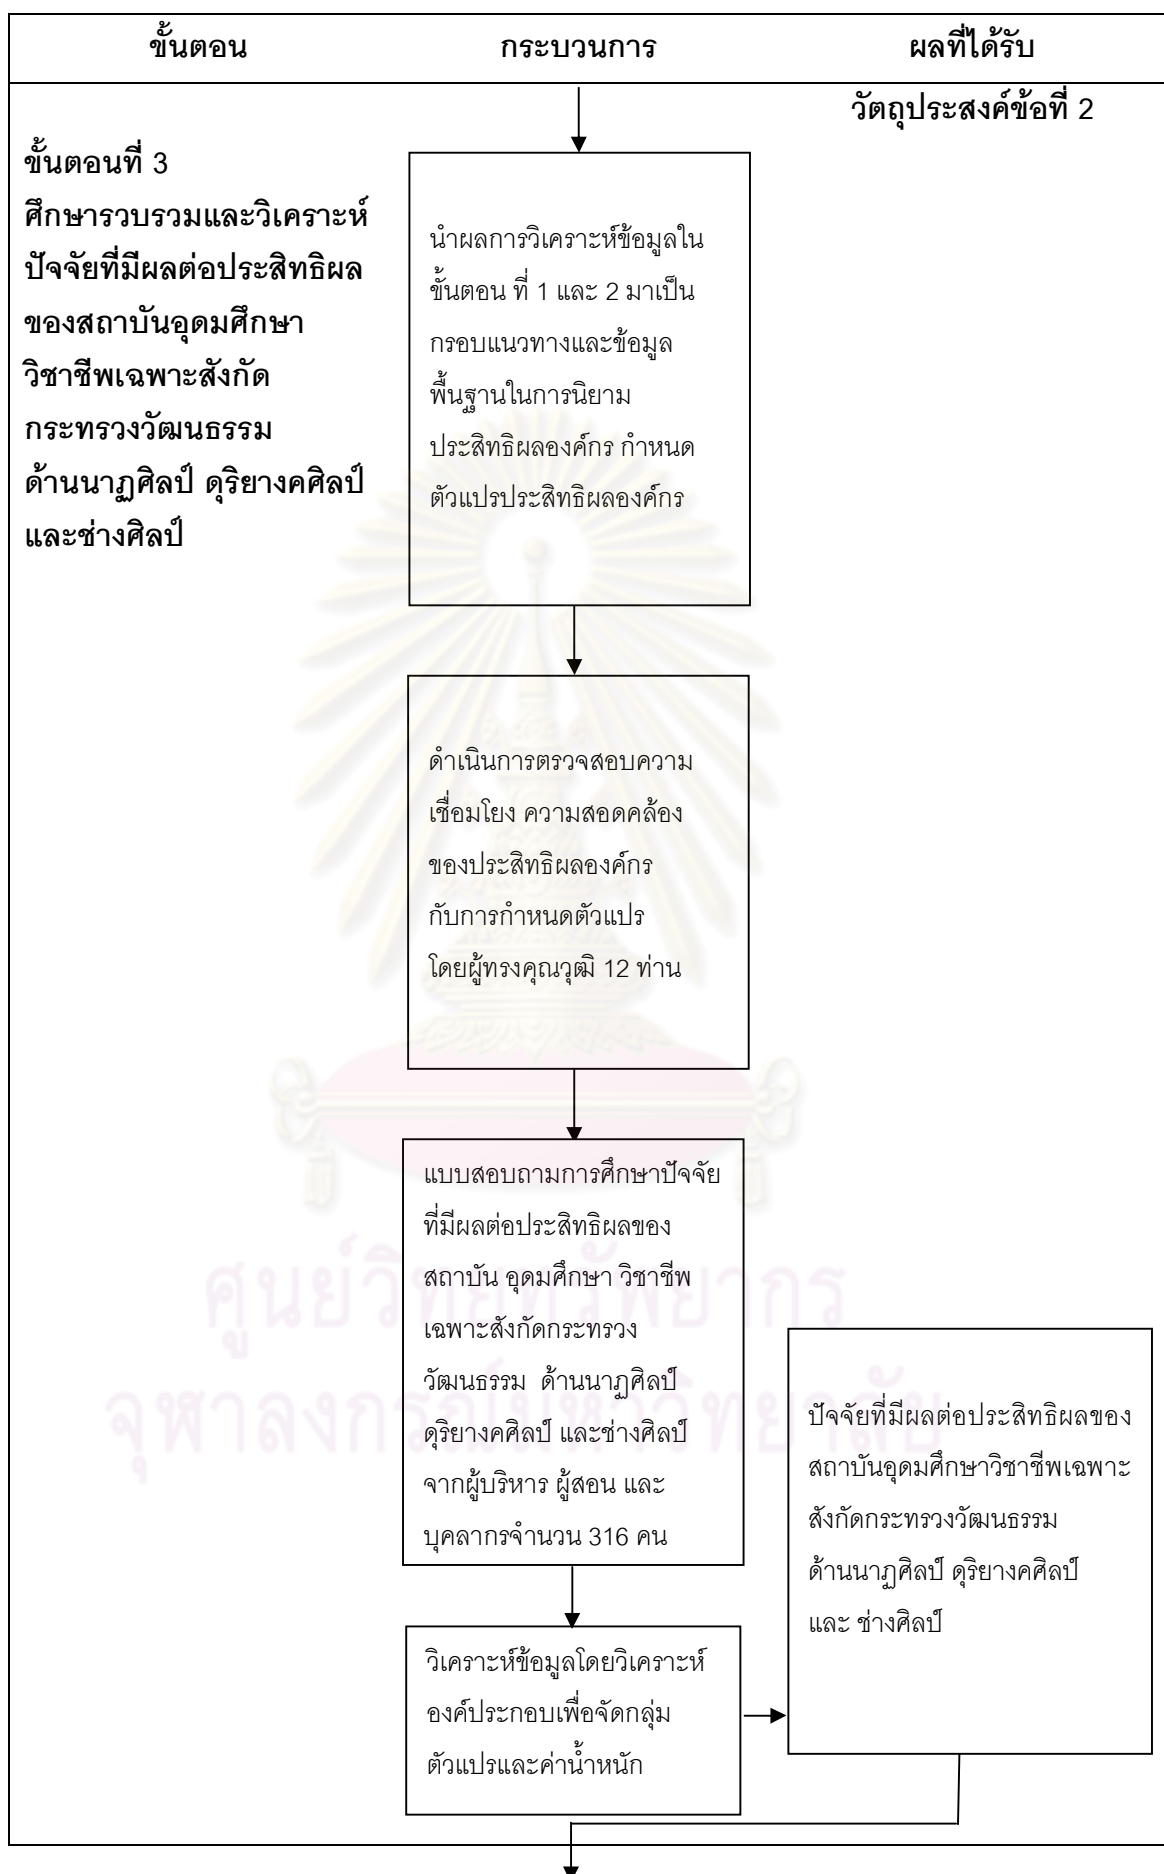 ขั้นตอน กระบวนการ ผลที่ได้รับ
วัตถุประสงค์ข้อที่ 2
ขั้นตอนที่ 3
ศึกษารวบรวมและวิเคราะห์
ปัจจัยที่มีผลต่อประสิทธิผล
ของสถาบันอุดมศึกษา
วิชาชีพเฉพาะสังกัด
กระทรวงวัฒนธรรม
ด้านนาฏศิลป์ ดุริยางคศิลป์
และช่างศิลป์
นำผลการวิเคราะห์ข้อมูลใน
ขั้นตอน ที่ 1 และ 2 มาเป็น
กรอบแนวทางและข้อมูล
พื้นฐานในการนิยาม
ประสิทธิผลองค์กร กำหนด
ตัวแปรประสิทธิผลองค์กร
ดำเนินการตรวจสอบความ
เชื่อมโยง ความสอดคล้อง
ของประสิทธิผลองค์กร
กับการกำหนดตัวแปร
โดยผู้ทรงคุณวุฒิ 12 ท่าน
แบบสอบถามการศึกษาปัจจัย
ที่มีผลต่อประสิทธิผลของ
สถาบัน อุดมศึกษา วิชาชีพ
เฉพาะสังกัดกระทรวง
วัฒนธรรม ด้านนาฏศิลป์
ดุริยางคศิลป์ และช่างศิลป์
จากผู้บริหาร ผู้สอน และ
บุคลากรจำนวน 316 คน
วิเคราะห์ข้อมูลโดยวิเคราะห์
องค์ประกอบเพื่อจัดกลุ่ม
ตัวแปรและค่าน้ำหนัก
ปัจจัยที่มีผลต่อประสิทธิผลของ
สถาบันอุดมศึกษาวิชาชีพเฉพาะ
สังกัดกระทรวงวัฒนธรรม
ด้านนาฏศิลป์ ดุริยางคศิลป์
และ ช่างศิลป์
ศูนย์วิทยทรัพยากร
จุฬาลงกรณ์มหาวิทยาลัย